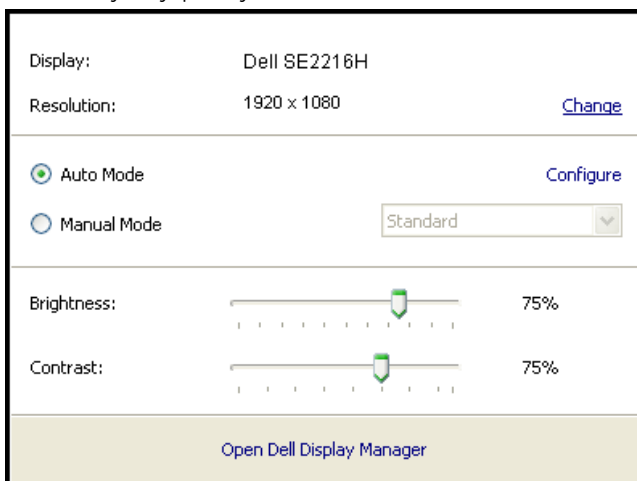 Display: Dell SE2216H
Resolution: 1920 x 1080 Change
Auto Mode Configure
Manual Mode Standard
Brightness: 75%
Contrast: 75%
Open Dell Display Manager